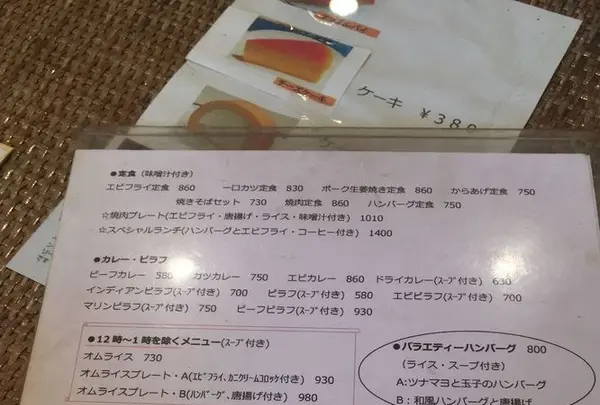 チーズケーキ
ケーキ ¥380
●定食（味噌汁付き）
エビフライ定食 860 一口カツ定食 830 ポーク生姜焼き定食 860 からあげ定食 750
焼きそばセット 730 焼肉定食 860 ハンバーグ定食 750
☆焼肉プレート(エビフライ・唐揚げ・ライス・味噌汁付き) 1010
☆スペシャルランチ(ハンバーグとエビフライ・コーヒー付き) 1400
●カレー・ピラフ
ビーフカレー 580 カツカレー 750 エビカレー 860 ドライカレー(スープ付き) 630
インディアンピラフ(スープ付き) 700 ピラフ(スープ付き) 580 エビピラフ(スープ付き) 700
マリンピラフ(スープ付き) 750 ビーフピラフ(スープ付き) 930
●12時～1時を除くメニュー(スープ付き)
オムライス 730
オムライスプレート・A(エビフライ、カニクリームコロッケ付き) 930
オムライスプレート・B(ハンバーグ、唐揚げ付き) 980
●バラエティーハンバーグ 800
(ライス・スープ付き)
A:ツナマヨと玉子のハンバーグ
B：和風ハンバーグと唐揚げ